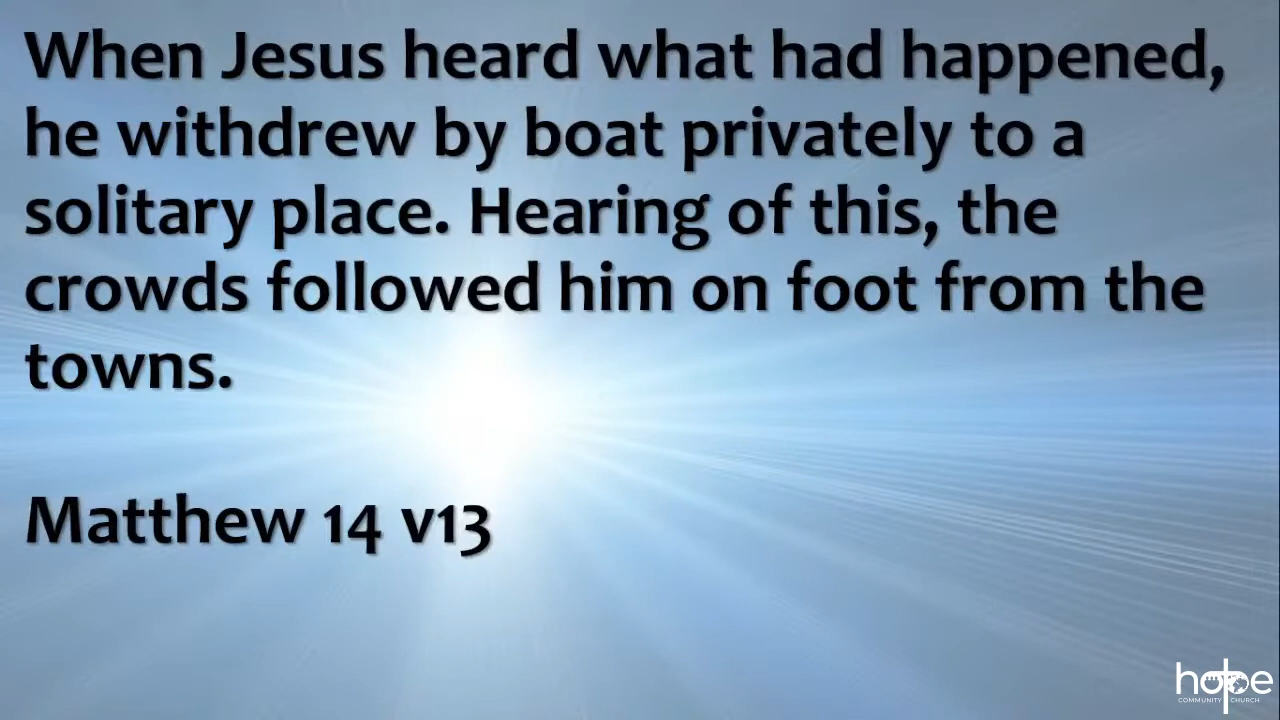 When Jesus heard what had happened,
he withdrew by boat privately to a
solitary place. Hearing of this, the
crowds followed him on foot from the
towns.
Matthew 14 v13
hope
COMMUNITY CHURCH